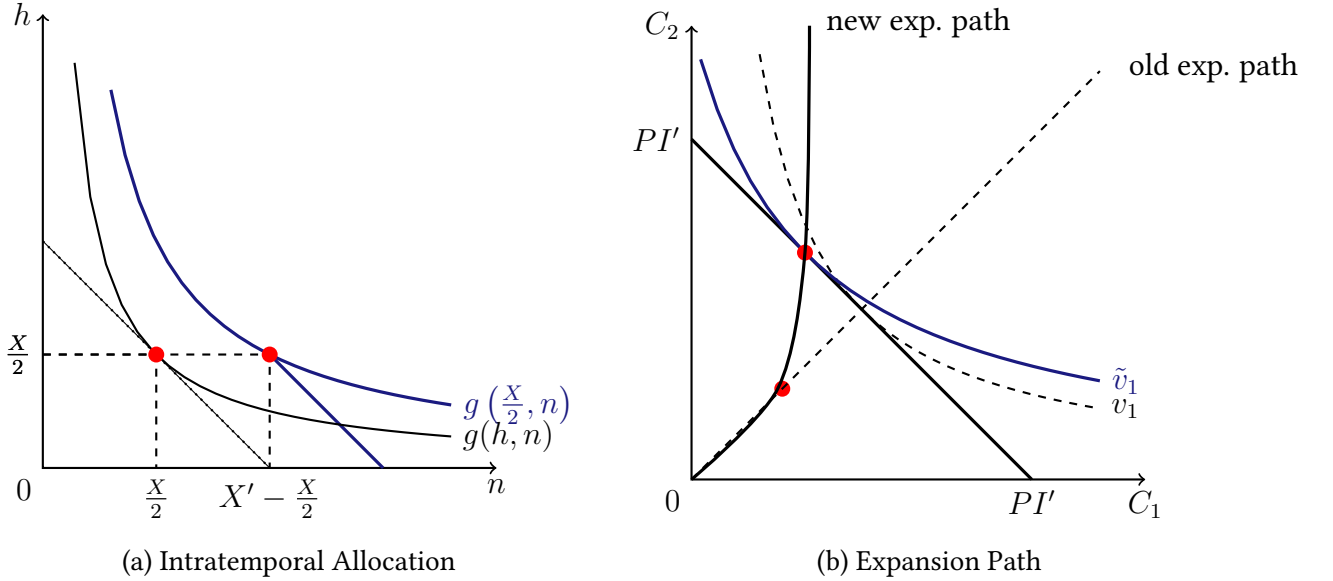 h
X/2
g(X/2, n)
g(h, n)
0
X/2
X′ − X/2
n
(a) Intratemporal Allocation
C₂
new exp. path
old exp. path
PI′
ṽ₁
v₁
0
PI′
C₁
(b) Expansion Path